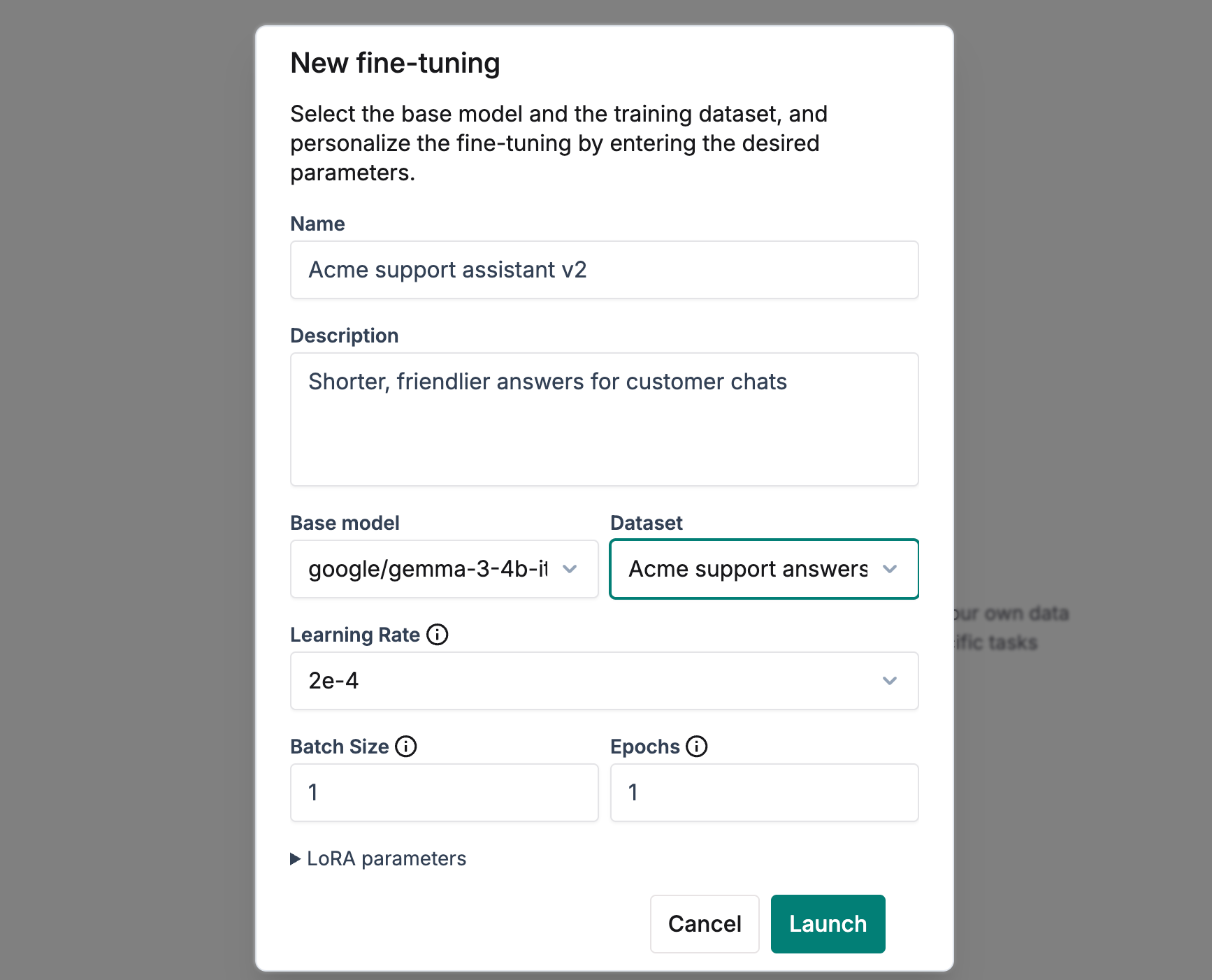 New fine-tuning
Select the base model and the training dataset, and
personalize the fine-tuning by entering the desired
parameters.
Name
Acme support assistant v2
Description
Shorter, friendlier answers for customer chats
Base model
Dataset
google/gemma-3-4b-it
Acme support answers
Learning Rate
2e-4
Batch Size
Epochs
1
1
LoRA parameters
Cancel
Launch
own data
tasks